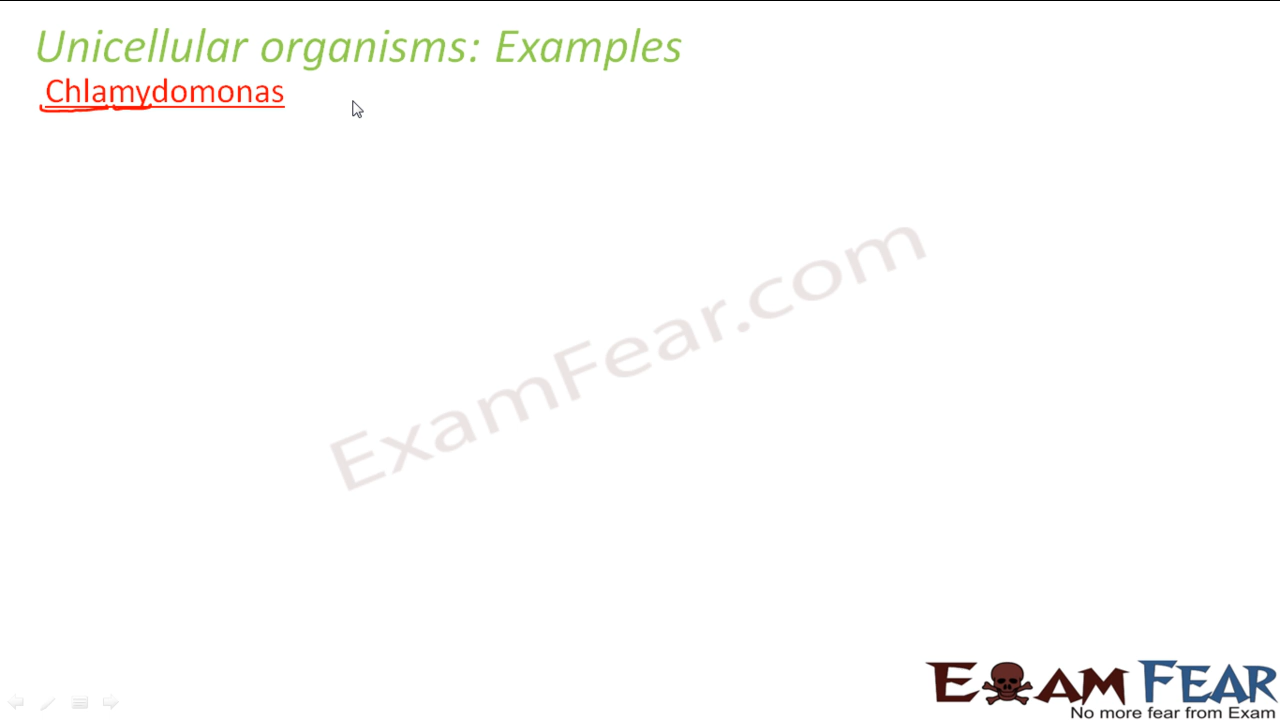 Unicellular organisms: Examples
Chlamydomonas
ExamFear.com
EXAM FEAR
No more fear from Exam